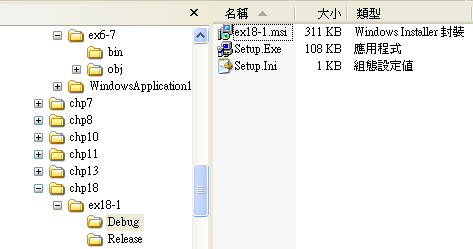 ex6-7
bin
obj
WindowsApplication1
chp7
chp8
chp10
chp11
chp13
chp18
ex18-1
Debug
Release
名稱 大小 類型
ex18-1.msi 311 KB Windows Installer 封裝
Setup.Exe 108 KB 應用程式
Setup.Ini 1 KB 組態設定值